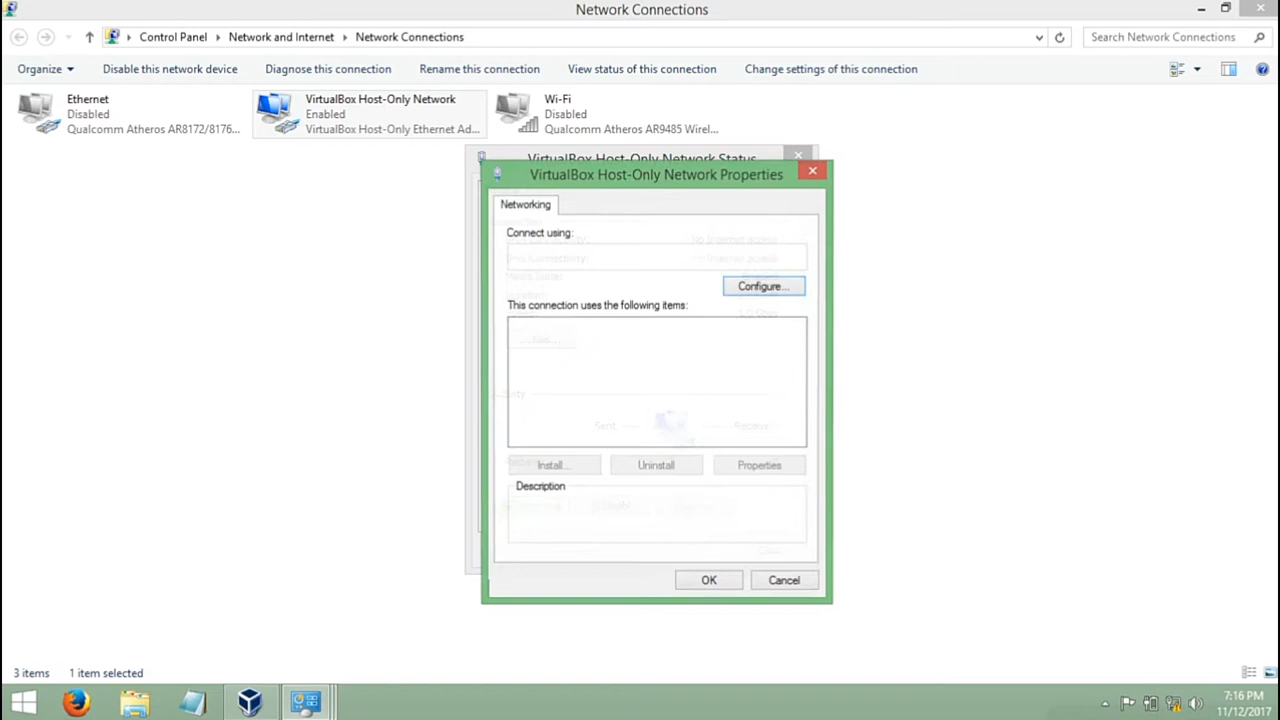 Network Connections
Control Panel Network and Internet Network Connections
Search Network Connections
Organize Disable this network device Diagnose this connection Rename this connection View status of this connection Change settings of this connection
Ethernet
Disabled
Qualcomm Atheros AR8172/8176...
VirtualBox Host-Only Network
Enabled
VirtualBox Host-Only Ethernet Ad...
Wi-Fi
Disabled
Qualcomm Atheros AR9485 Wirel...
VirtualBox Host-Only Network Status
VirtualBox Host-Only Network Properties
Networking
Connect using:
No Internet access
Configure...
This connection uses the following items:
Sent
Install...
Uninstall
Properties
Description
OK
Cancel
3 items 1 item selected
7:16 PM
11/12/2017